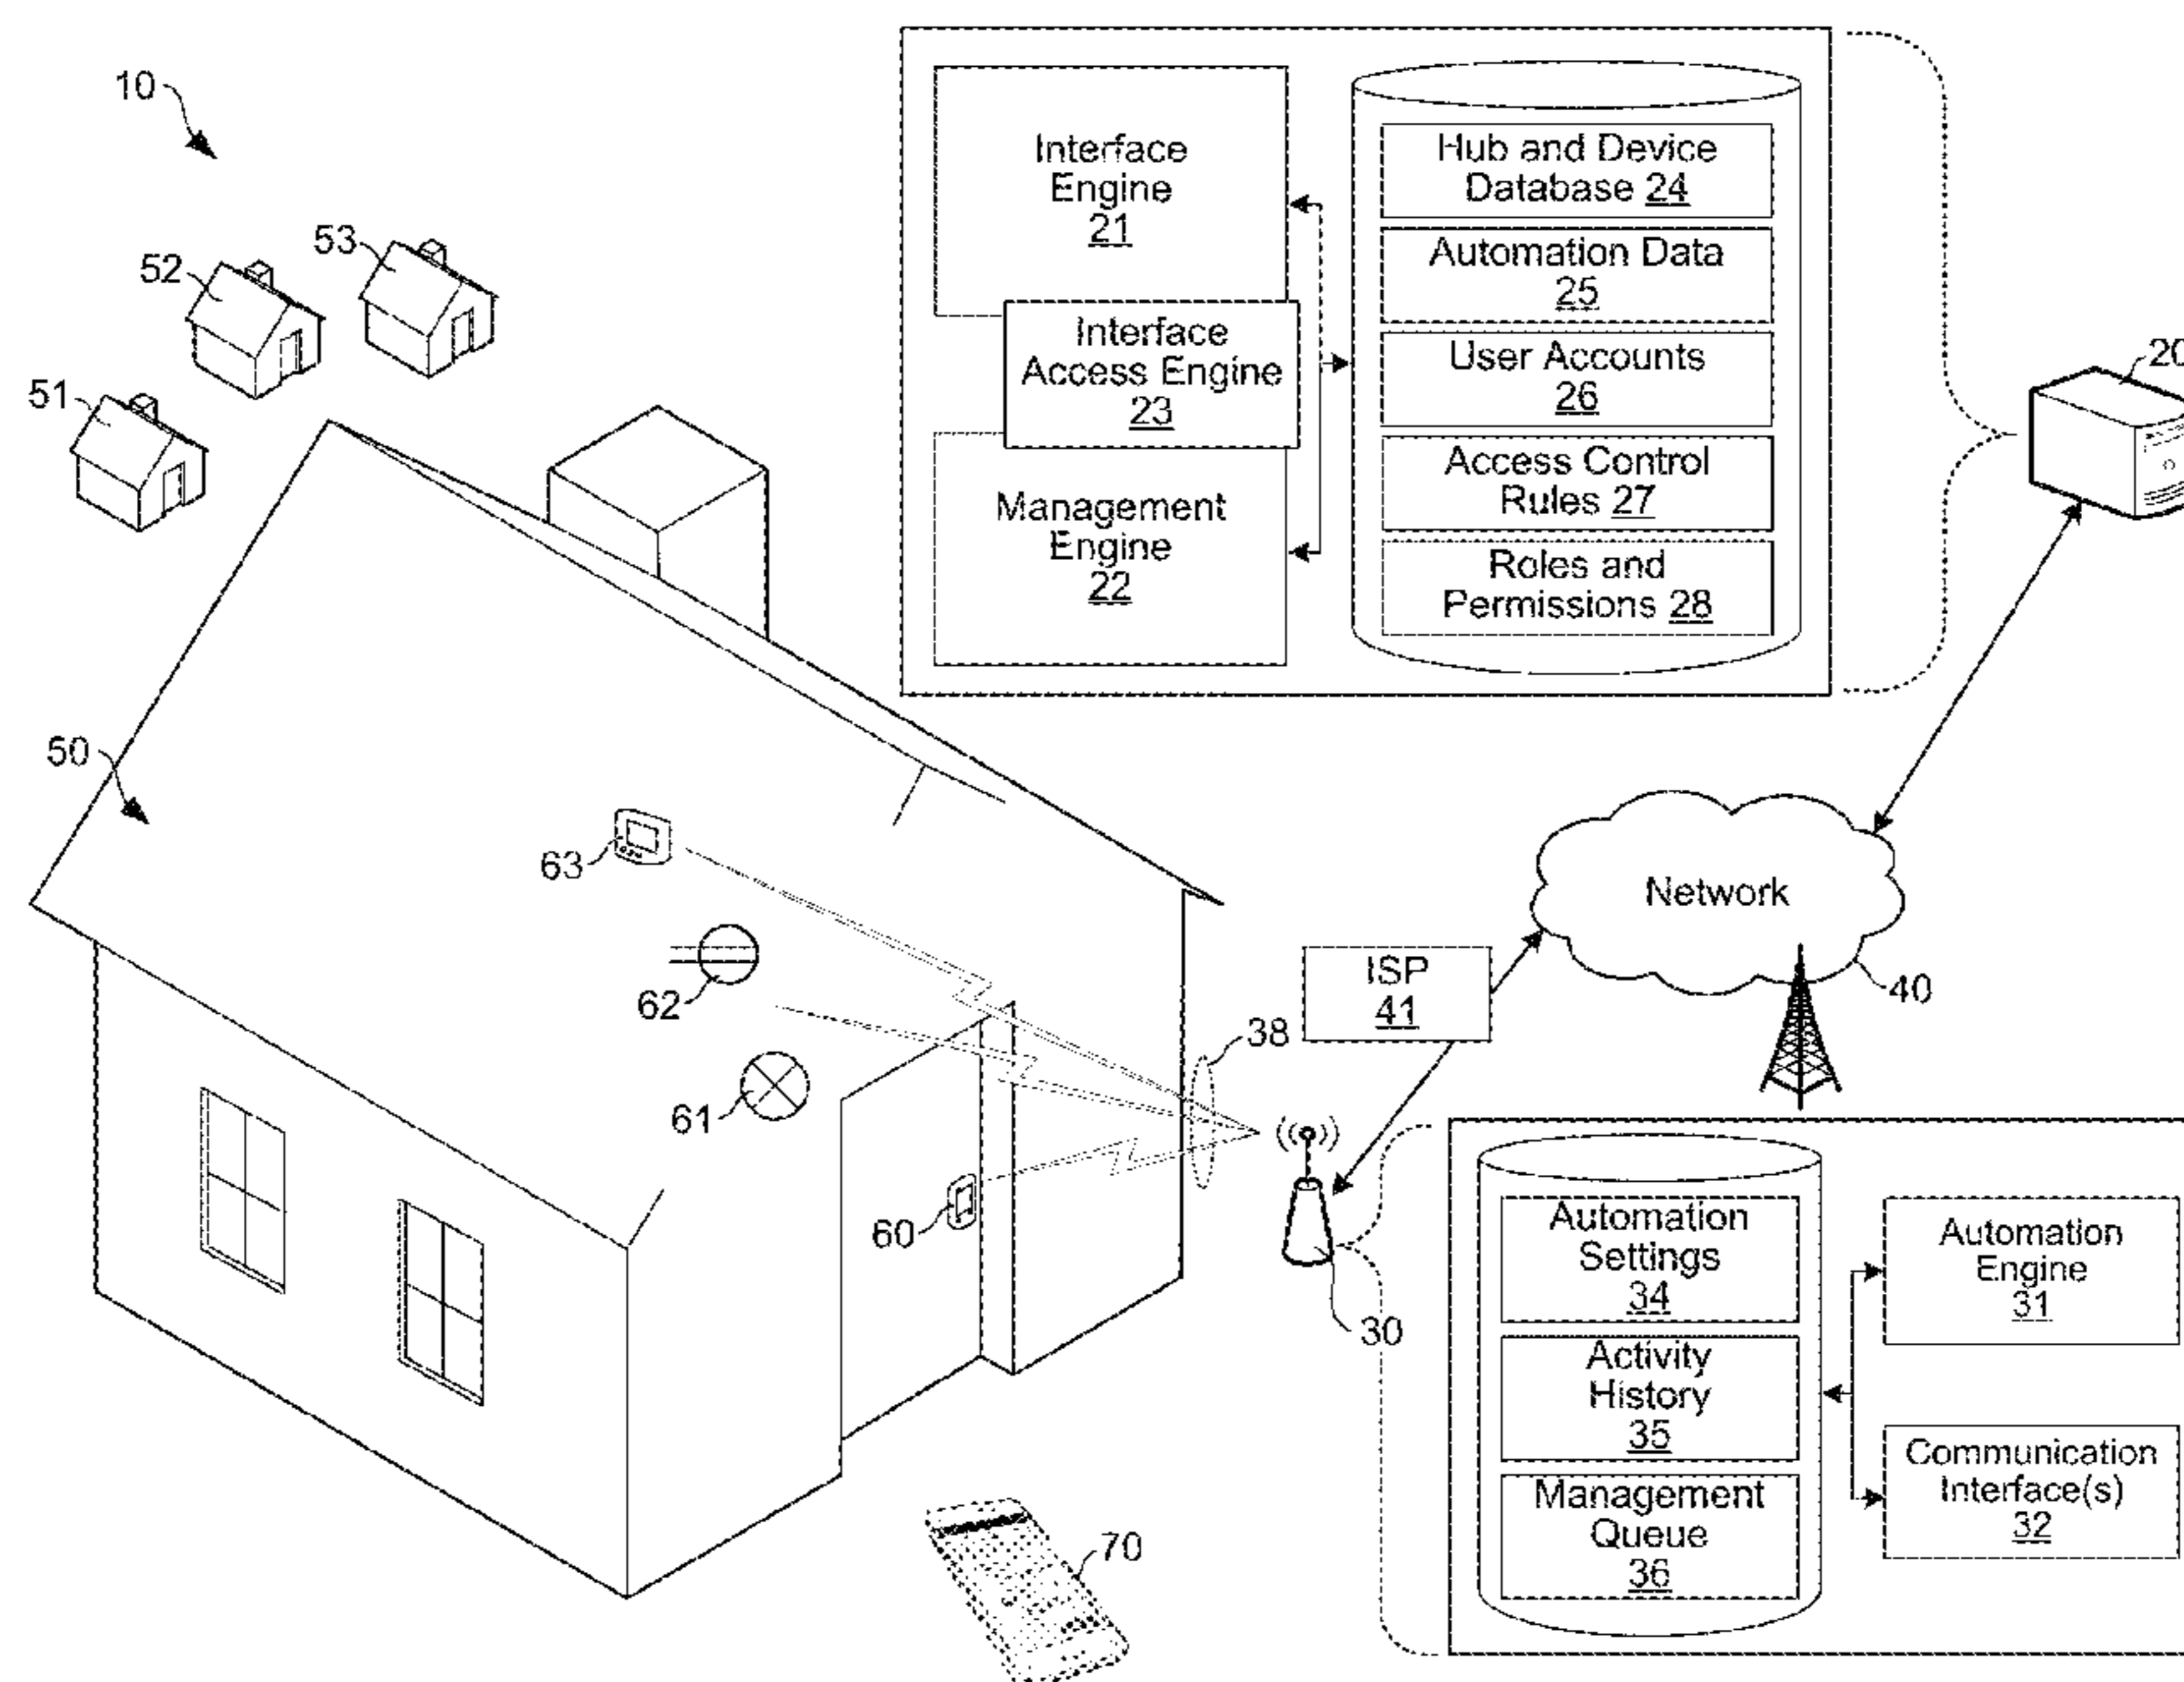 10
53
52
51
Interface
Engine
21
Interface
Access Engine
23
Management
Engine
22
Hub and Device
Database 24
Automation Data
25
User Accounts
26
Access Control
Rules 27
Roles and
Permissions 28
20
50
63
62
61
60
38
ISP
41
Network
40
30
Automation
Settings
34
Activity
History
35
Management
Queue
36
Automation
Engine
31
Communication
Interface(s)
32
70